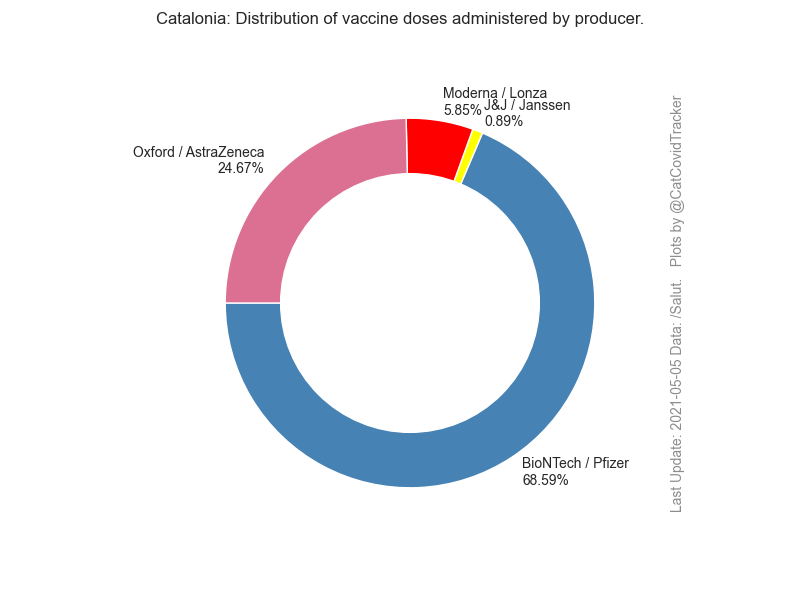 Catalonia: Distribution of vaccine doses administered by producer.
Moderna / Lonza
5.85%
J&J / Janssen
0.89%
Oxford / AstraZeneca
24.67%
BioNTech / Pfizer
68.59%
Last Update: 2021-05-05 Data: /Salut. Plots by @CatCovidTracker